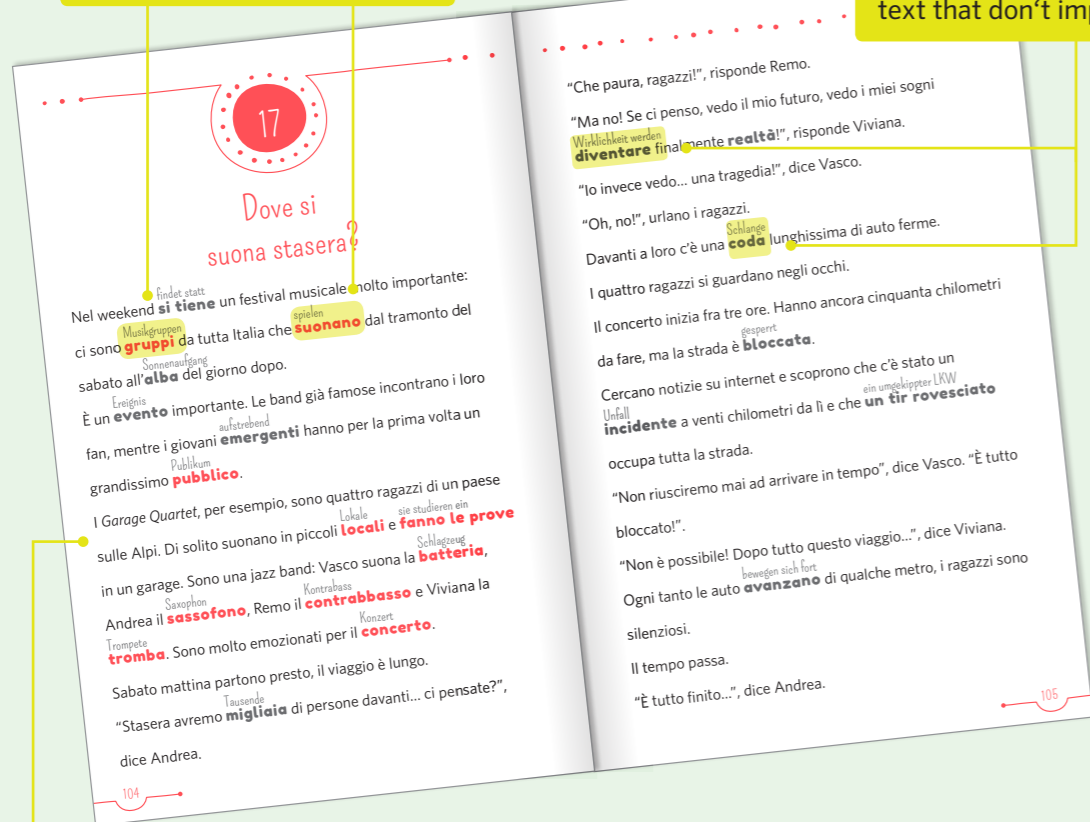 text that don't imp
17
Dove si
suona stasera?
findet statt
Nel weekend si tiene un festival musicale molto importante:
Musikgruppen spielen
ci sono gruppi da tutta Italia che suonano dal tramonto del
Sonnenaufgang
sabato all'alba del giorno dopo.
Ereignis
È un evento importante. Le band già famose incontrano i loro
aufstrebend
fan, mentre i giovani emergenti hanno per la prima volta un
Publikum
grandissimo pubblico.
I Garage Quartet, per esempio, sono quattro ragazzi di un paese
Lokale sie studieren ein
sulle Alpi. Di solito suonano in piccoli locali e fanno le prove
Schlagzeug
in un garage. Sono una jazz band: Vasco suona la batteria,
Saxophon Kontrabass
Andrea il sassofono, Remo il contrabbasso e Viviana la
Trompete Konzert
tromba. Sono molto emozionati per il concerto.
Sabato mattina partono presto, il viaggio è lungo.
Tausende
“Stasera avremo migliaia di persone davanti... ci pensate?”,
dice Andrea.
104
“Che paura, ragazzi!”, risponde Remo.
“Ma no! Se ci penso, vedo il mio futuro, vedo i miei sogni
Wirklichkeit werden
diventare finalmente realtà!”, risponde Viviana.
“Io invece vedo... una tragedia!”, dice Vasco.
“Oh, no!”, urlano i ragazzi.
Schlange
Davanti a loro c'è una coda lunghissima di auto ferme.
I quattro ragazzi si guardano negli occhi.
Il concerto inizia fra tre ore. Hanno ancora cinquanta chilometri
gesperrt
da fare, ma la strada è bloccata.
Cercano notizie su internet e scoprono che c'è stato un
Unfall ein umgekippter LKW
incidente a venti chilometri da lì e che un tir rovesciato
occupa tutta la strada.
“Non riusciremo mai ad arrivare in tempo”, dice Vasco. “È tutto
bloccato!”.
“Non è possibile! Dopo tutto questo viaggio...”, dice Viviana.
bewegen sich fort
Ogni tanto le auto avanzano di qualche metro, i ragazzi sono
silenziosi.
Il tempo passa.
“È tutto finito...”, dice Andrea.
105